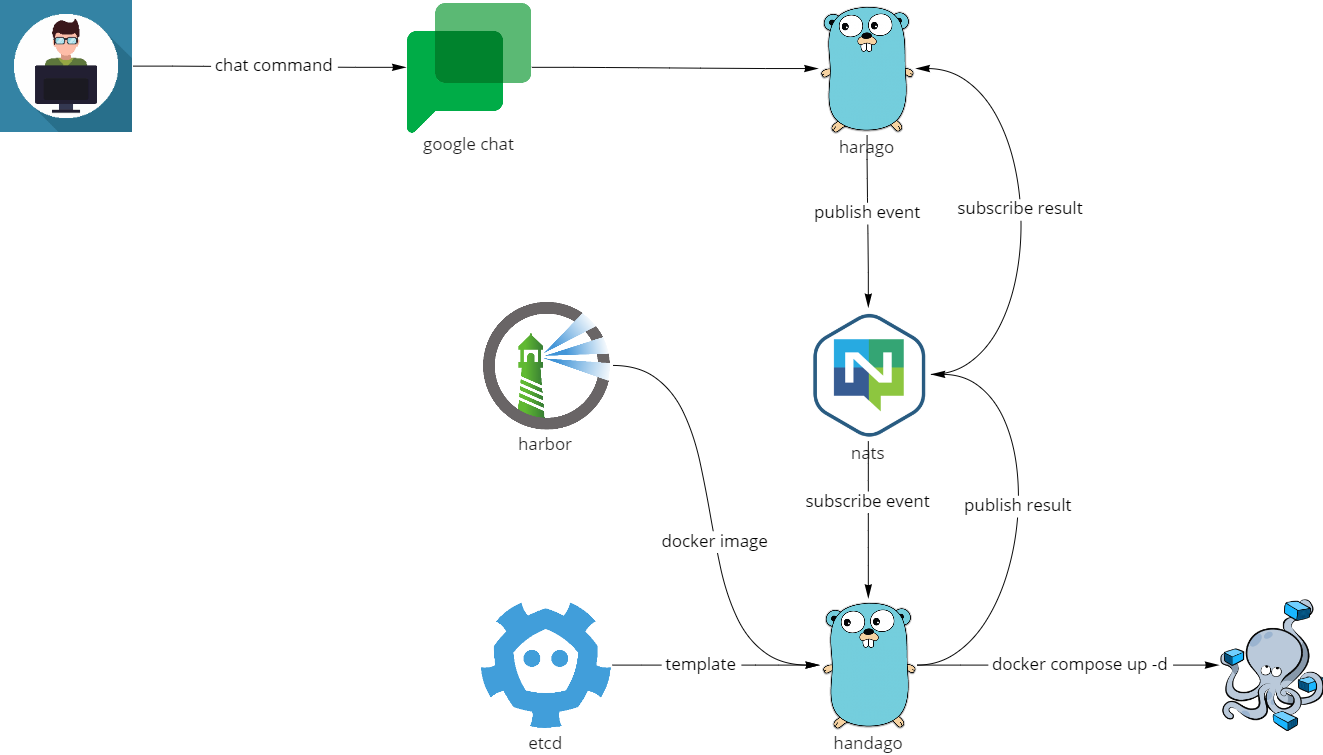 chat command
google chat
harago
publish event
subscribe result
N
harbor
nats
subscribe event
publish result
docker image
template
docker compose up -d
etcd
handago